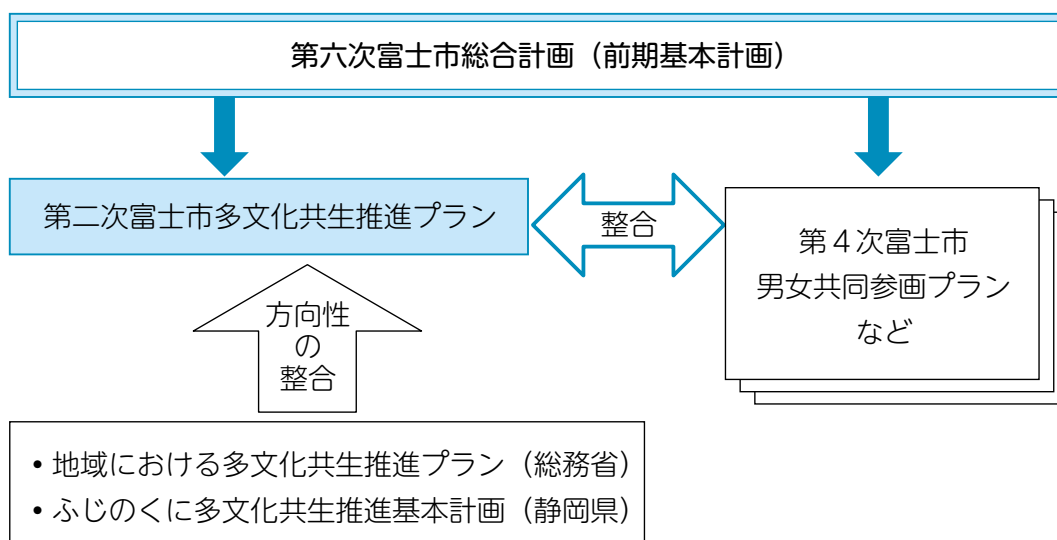 第六次富士市総合計画（前期基本計画）
第二次富士市多文化共生推進プラン
整合
第４次富士市
男女共同参画プラン
など
方向性
の
整合
• 地域における多文化共生推進プラン（総務省）
• ふじのくに多文化共生推進基本計画（静岡県）